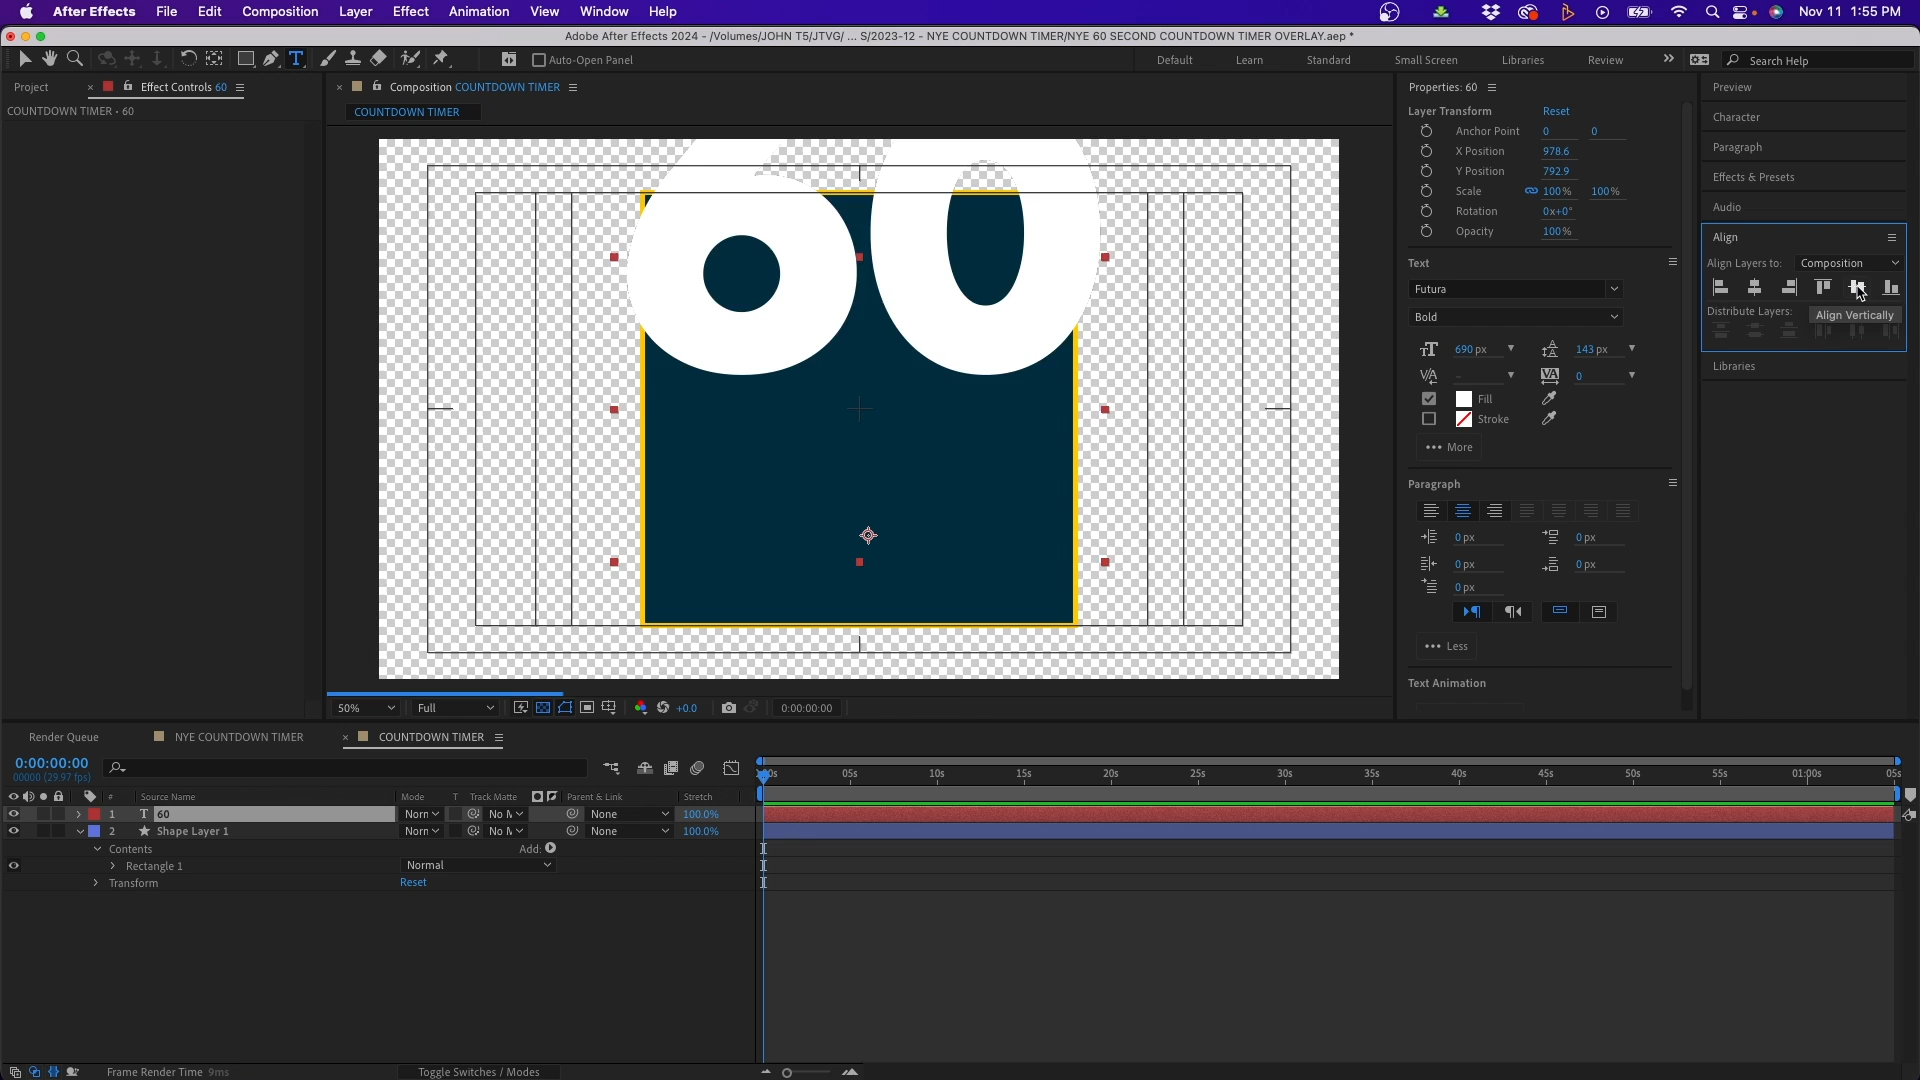 After Effects File Edit Composition Layer Effect Animation View Window Help Nov 11 1:55 PM
Adobe After Effects 2024 - /Volumes/JOHN T5/JTVG/ ... S/2023-12 - NYE COUNTDOWN TIMER/NYE 60 SECOND COUNTDOWN TIMER OVERLAY.aep *
Auto-Open Panel Default Learn Standard Small Screen Libraries Review Search Help
Project Effect Controls 60
COUNTDOWN TIMER • 60
Composition COUNTDOWN TIMER
COUNTDOWN TIMER
60
50% Full +0.0 0:00:00:00
Properties: 60
Layer Transform Reset
Anchor Point 0 0
X Position 978.6
Y Position 792.9
Scale 100% 100%
Rotation 0x+0°
Opacity 100%
Text
Futura
Bold
690 px 143 px
0
Fill
Stroke
••• More
Paragraph
0 px 0 px
0 px 0 px
0 px
••• Less
Text Animation
Preview
Character
Paragraph
Effects & Presets
Audio
Align
Align Layers to: Composition
Distribute Layers:
Align Vertically
Libraries
Render Queue NYE COUNTDOWN TIMER COUNTDOWN TIMER
0:00:00:00
00000 (29.97 fps)
05s 10s 15s 20s 25s 30s 35s 40s 45s 50s 55s 01:00s 05s
# Source Name Mode T Track Matte Parent & Link Stretch
1 T 60 Norn No M None 100.0%
2 Shape Layer 1 Norn No M None 100.0%
Contents Add:
Rectangle 1 Normal
Transform Reset
Frame Render Time 9ms Toggle Switches / Modes